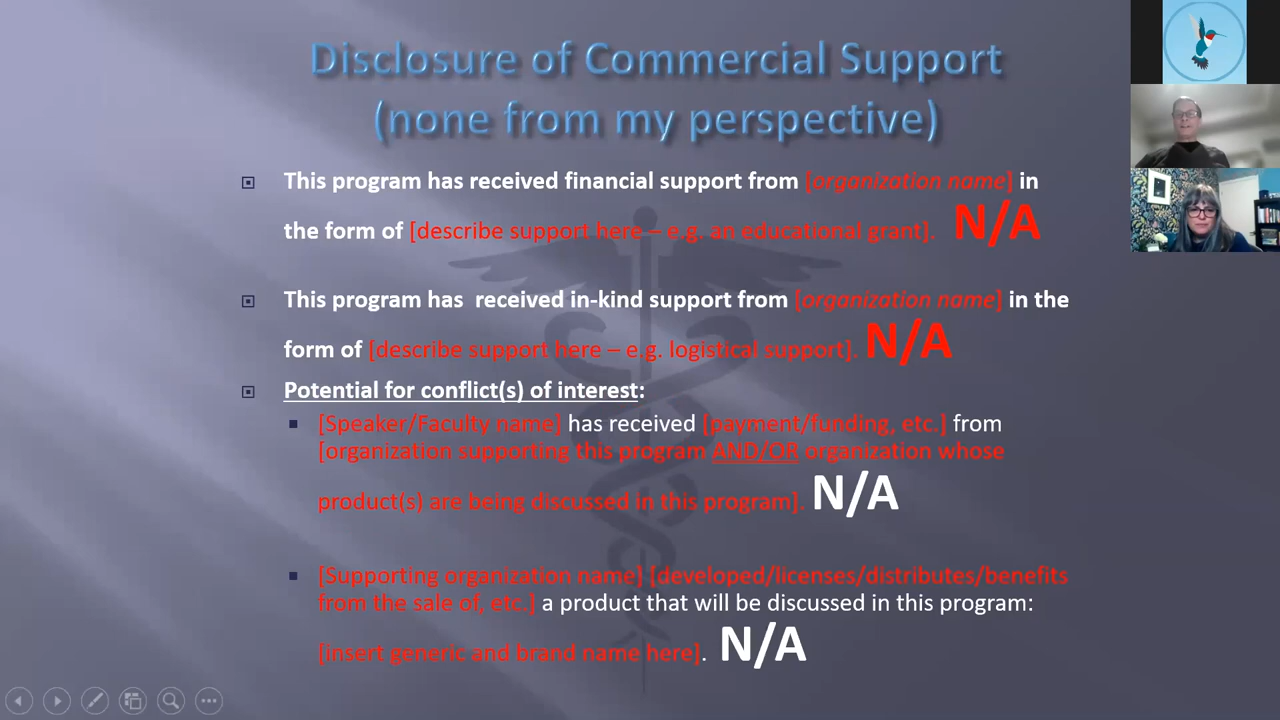 Disclosure of Commercial Support
(none from my perspective)
This program has received financial support from [organization name] in
the form of [describe support here – e.g. an educational grant]. N/A
This program has  received in-kind support from [organization name] in the
form of [describe support here – e.g. logistical support]. N/A
Potential for conflict(s) of interest:
[Speaker/Faculty name] has received [payment/funding, etc.] from
[organization supporting this program AND/OR organization whose
product(s) are being discussed in this program]. N/A
[Supporting organization name] [developed/licenses/distributes/benefits
from the sale of, etc.] a product that will be discussed in this program:
[insert generic and brand name here]. N/A